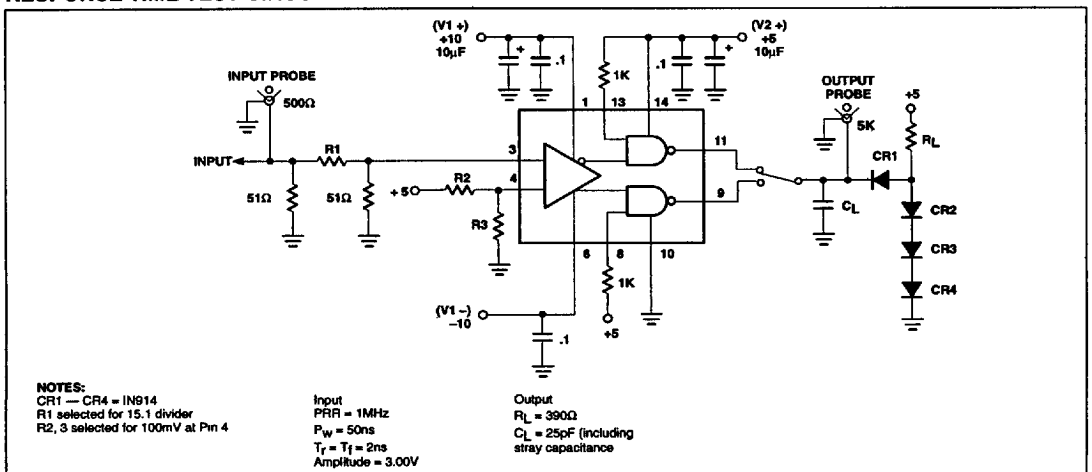 (V1 +)
+10
10μF
+
.1
1K
(V2 +)
+5
10μF
.1
+
INPUT PROBE
500Ω
1
13
14
OUTPUT
PROBE
5K
+5
RL
INPUT
R1
51Ω
51Ω
3
11
CR1
+5
R2
4
R3
9
CL
CR2
CR3
CR4
6
8
10
1K
+5
(V1 –)
–10
.1
NOTES:
CR1 — CR4 = IN914
R1 selected for 15.1 divider
R2, 3 selected for 100mV at Pin 4
Input
PRR = 1MHz
PW = 50ns
Tr = Tf = 2ns
Amplitude = 3.00V
Output
RL = 390Ω
CL = 25pF (including
stray capacitance